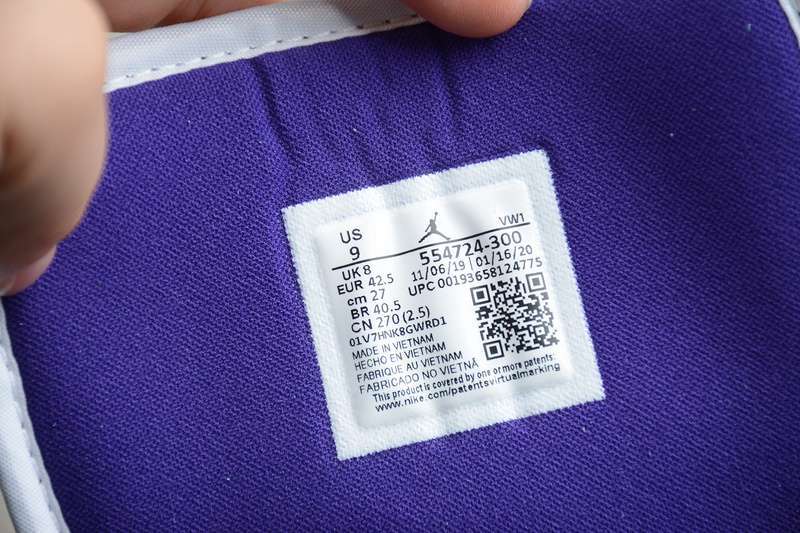 US
9
VW1
554724-300
UK 8
11/06/19 | 01/16/20
EUR 42.5
UPC 00193658124775
cm 27
BR 40.5
CN 270 (2.5)
01V7HNK8GWRD1
MADE IN VIETNAM
HECHO EN VIETNAM
FABRIQUE AU VIETNAM
FABRICADO NO VIETNÃ
This product is covered by one or more patents:
www.nike.com/patentsvirtualmarking